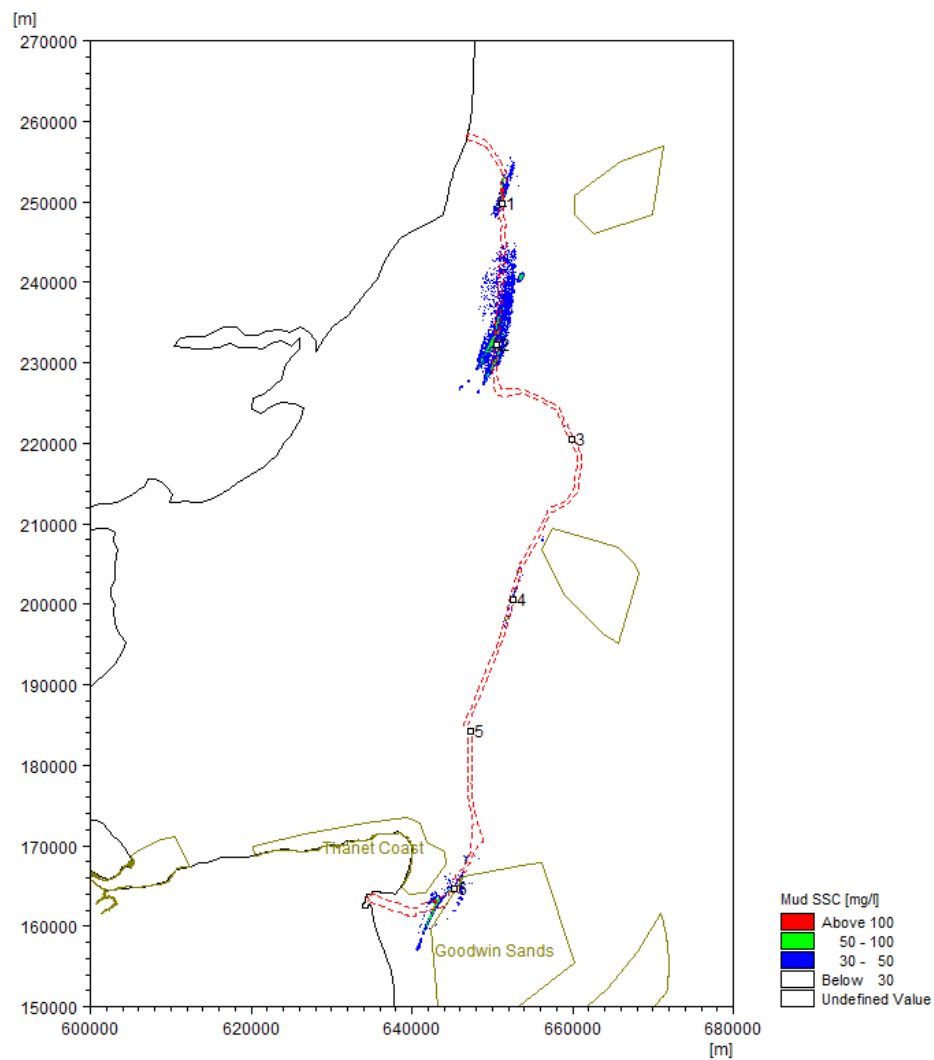 [m]
270000
260000
250000
240000
230000
220000
210000
200000
190000
180000
170000
160000
150000
1
2
3
4
5
Thanet Coast
6
Goodwin Sands
600000 620000 640000 660000 680000
[m]
Mud SSC [mg/l]
Above 100
50 - 100
30 - 50
Below 30
Undefined Value